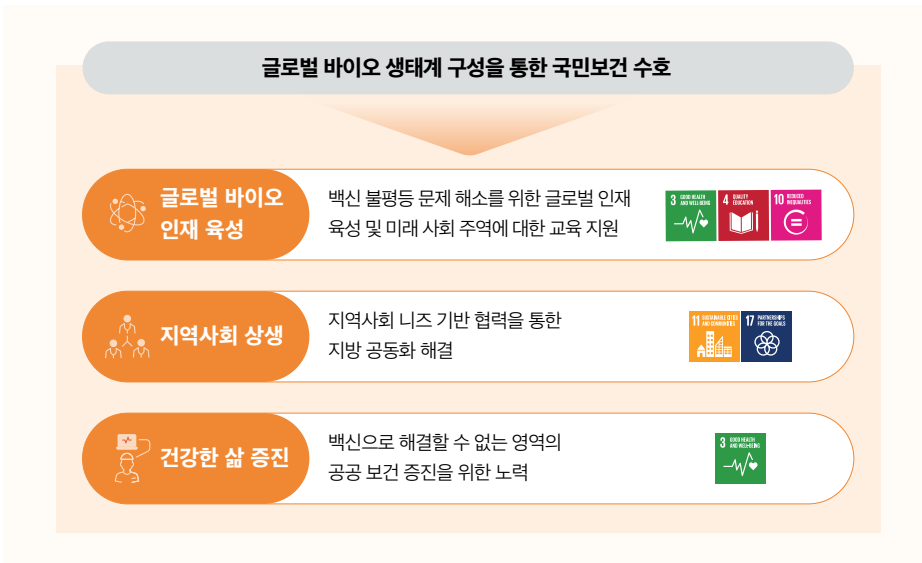 글로벌 바이오 생태계 구성을 통한 국민보건 수호
글로벌 바이오
인재 육성
백신 불평등 문제 해소를 위한 글로벌 인재
육성 및 미래 사회 주역에 대한 교육 지원
3 GOOD HEALTH
AND WELL-BEING
4 QUALITY
EDUCATION
10 REDUCED
INEQUALITIES
지역사회 상생
지역사회 니즈 기반 협력을 통한
지방 공동화 해결
11 SUSTAINABLE CITIES
AND COMMUNITIES
17 PARTNERSHIPS
FOR THE GOALS
건강한 삶 증진
백신으로 해결할 수 없는 영역의
공공 보건 증진을 위한 노력
3 GOOD HEALTH
AND WELL-BEING